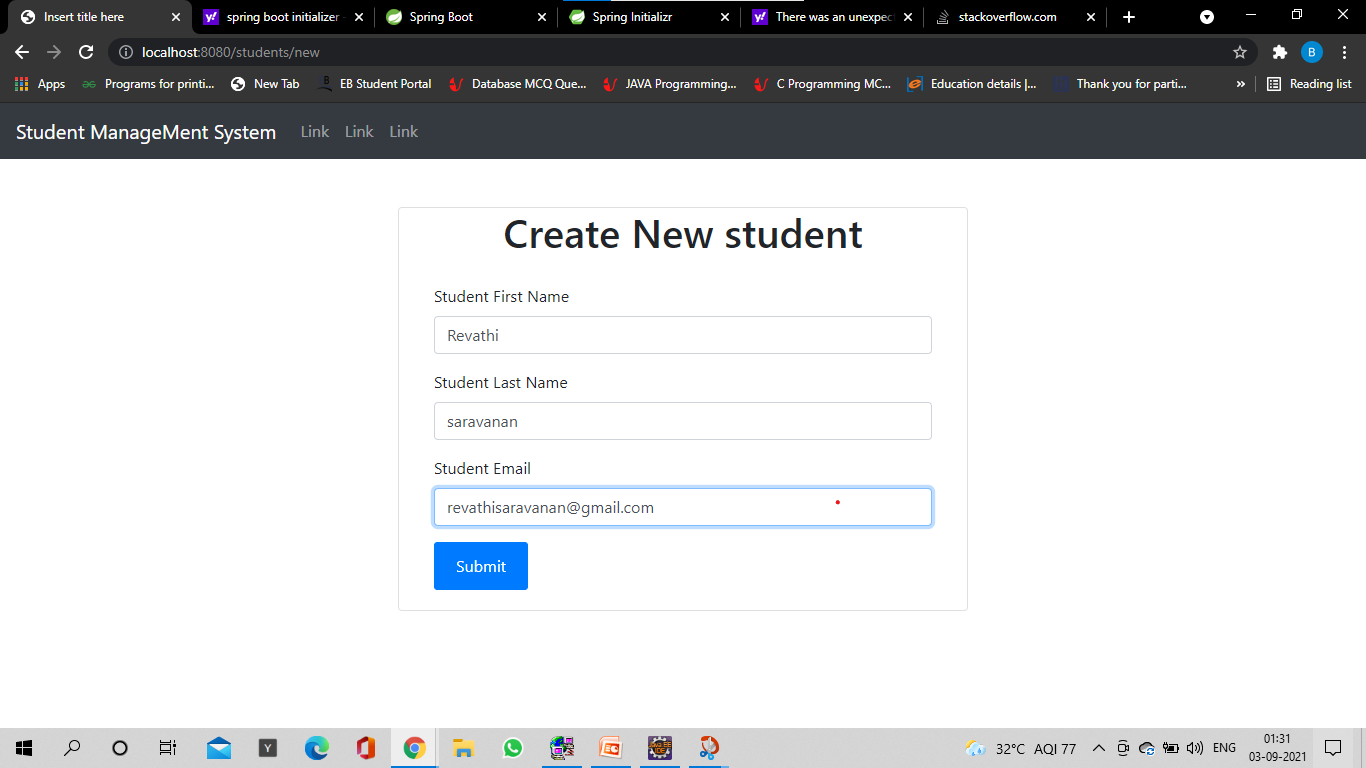 Insert title here
spring boot initializer
Spring Boot
Spring Initializr
There was an unexpec
stackoverflow.com
localhost:8080/students/new
B
Apps
Programs for printi...
New Tab
EB Student Portal
Database MCQ Que...
JAVA Programming...
C Programming MC...
Education details |...
Thank you for parti...
»
Reading list
Student ManageMent System
Link
Link
Link
Create New student
Student First Name
Revathi
Student Last Name
saravanan
Student Email
revathisaravanan@gmail.com
Submit
32°C AQI 77
ENG
01:31
03-09-2021